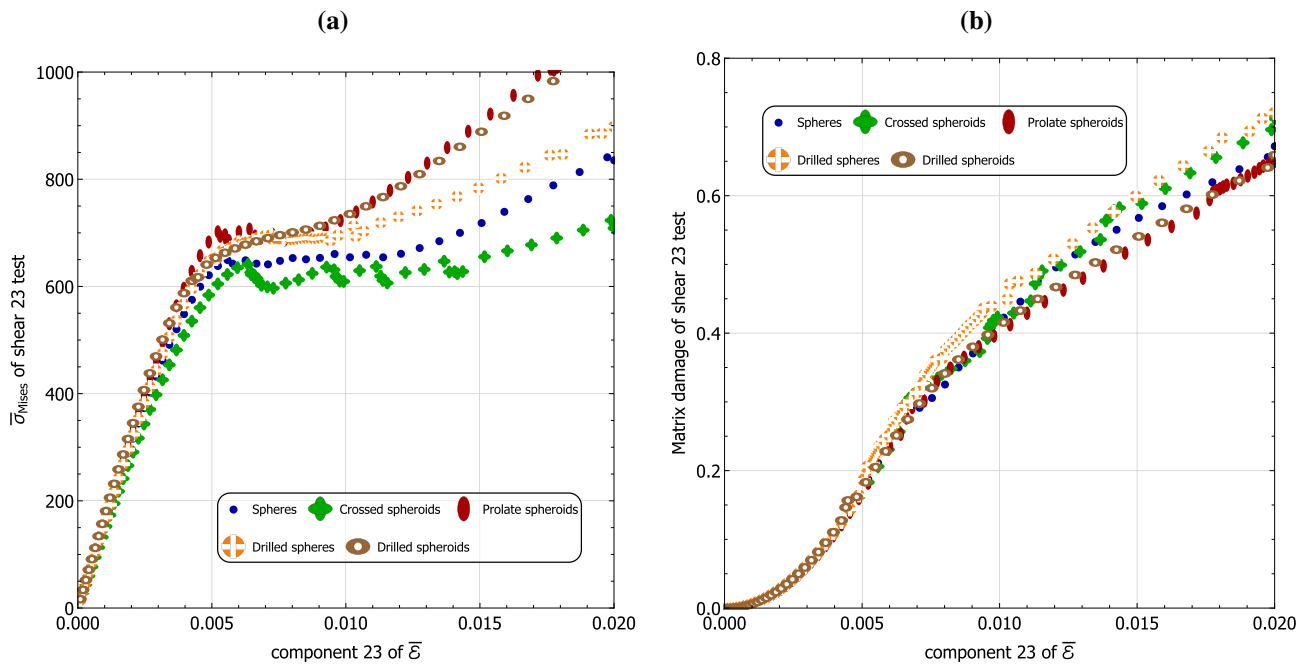 (a)
1000
800
600
400
200
0
0.000
0.005
0.010
0.015
0.020
σ̅Mises of shear 23 test
component 23 of ℰ̅
Spheres
Crossed spheroids
Prolate spheroids
Drilled spheres
Drilled spheroids
(b)
0.8
0.6
0.4
0.2
0.0
0.000
0.005
0.010
0.015
0.020
Matrix damage of shear 23 test
component 23 of ℰ̅
Spheres
Crossed spheroids
Prolate spheroids
Drilled spheres
Drilled spheroids